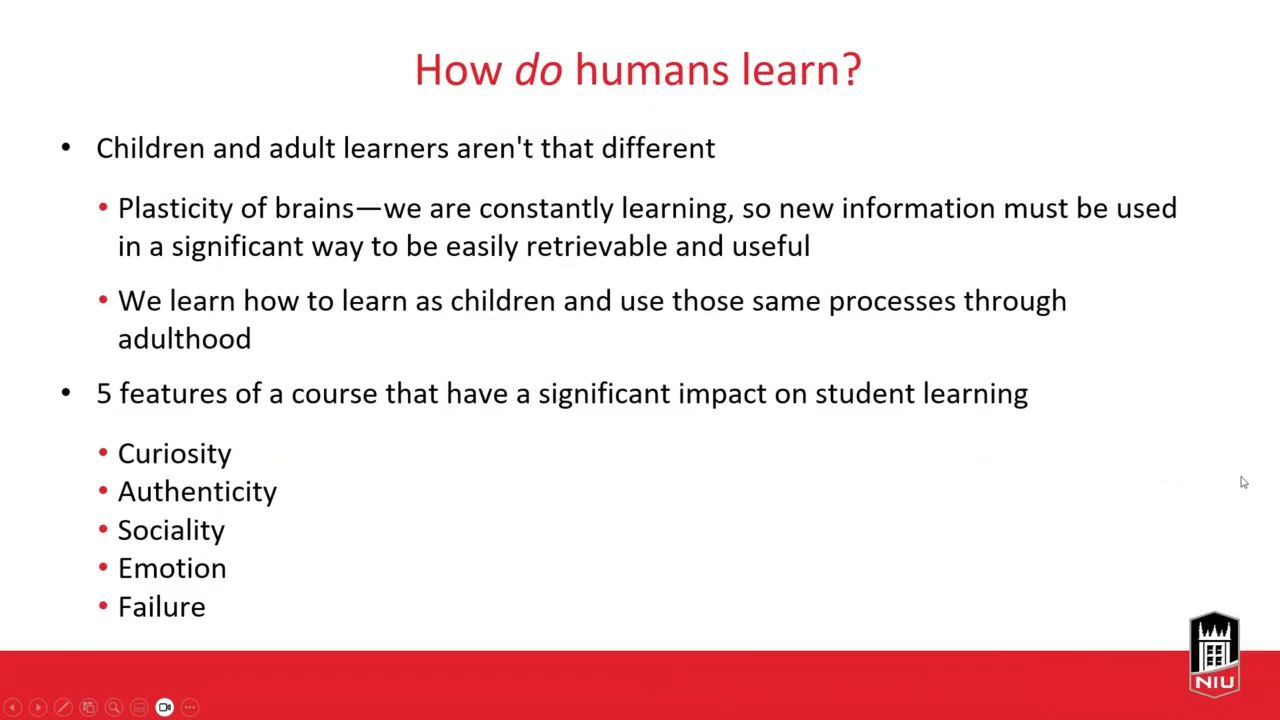 How do humans learn?
• Children and adult learners aren't that different
• Plasticity of brains—we are constantly learning, so new information must be used
in a significant way to be easily retrievable and useful
• We learn how to learn as children and use those same processes through
adulthood
• 5 features of a course that have a significant impact on student learning
• Curiosity
• Authenticity
• Sociality
• Emotion
• Failure
NIU